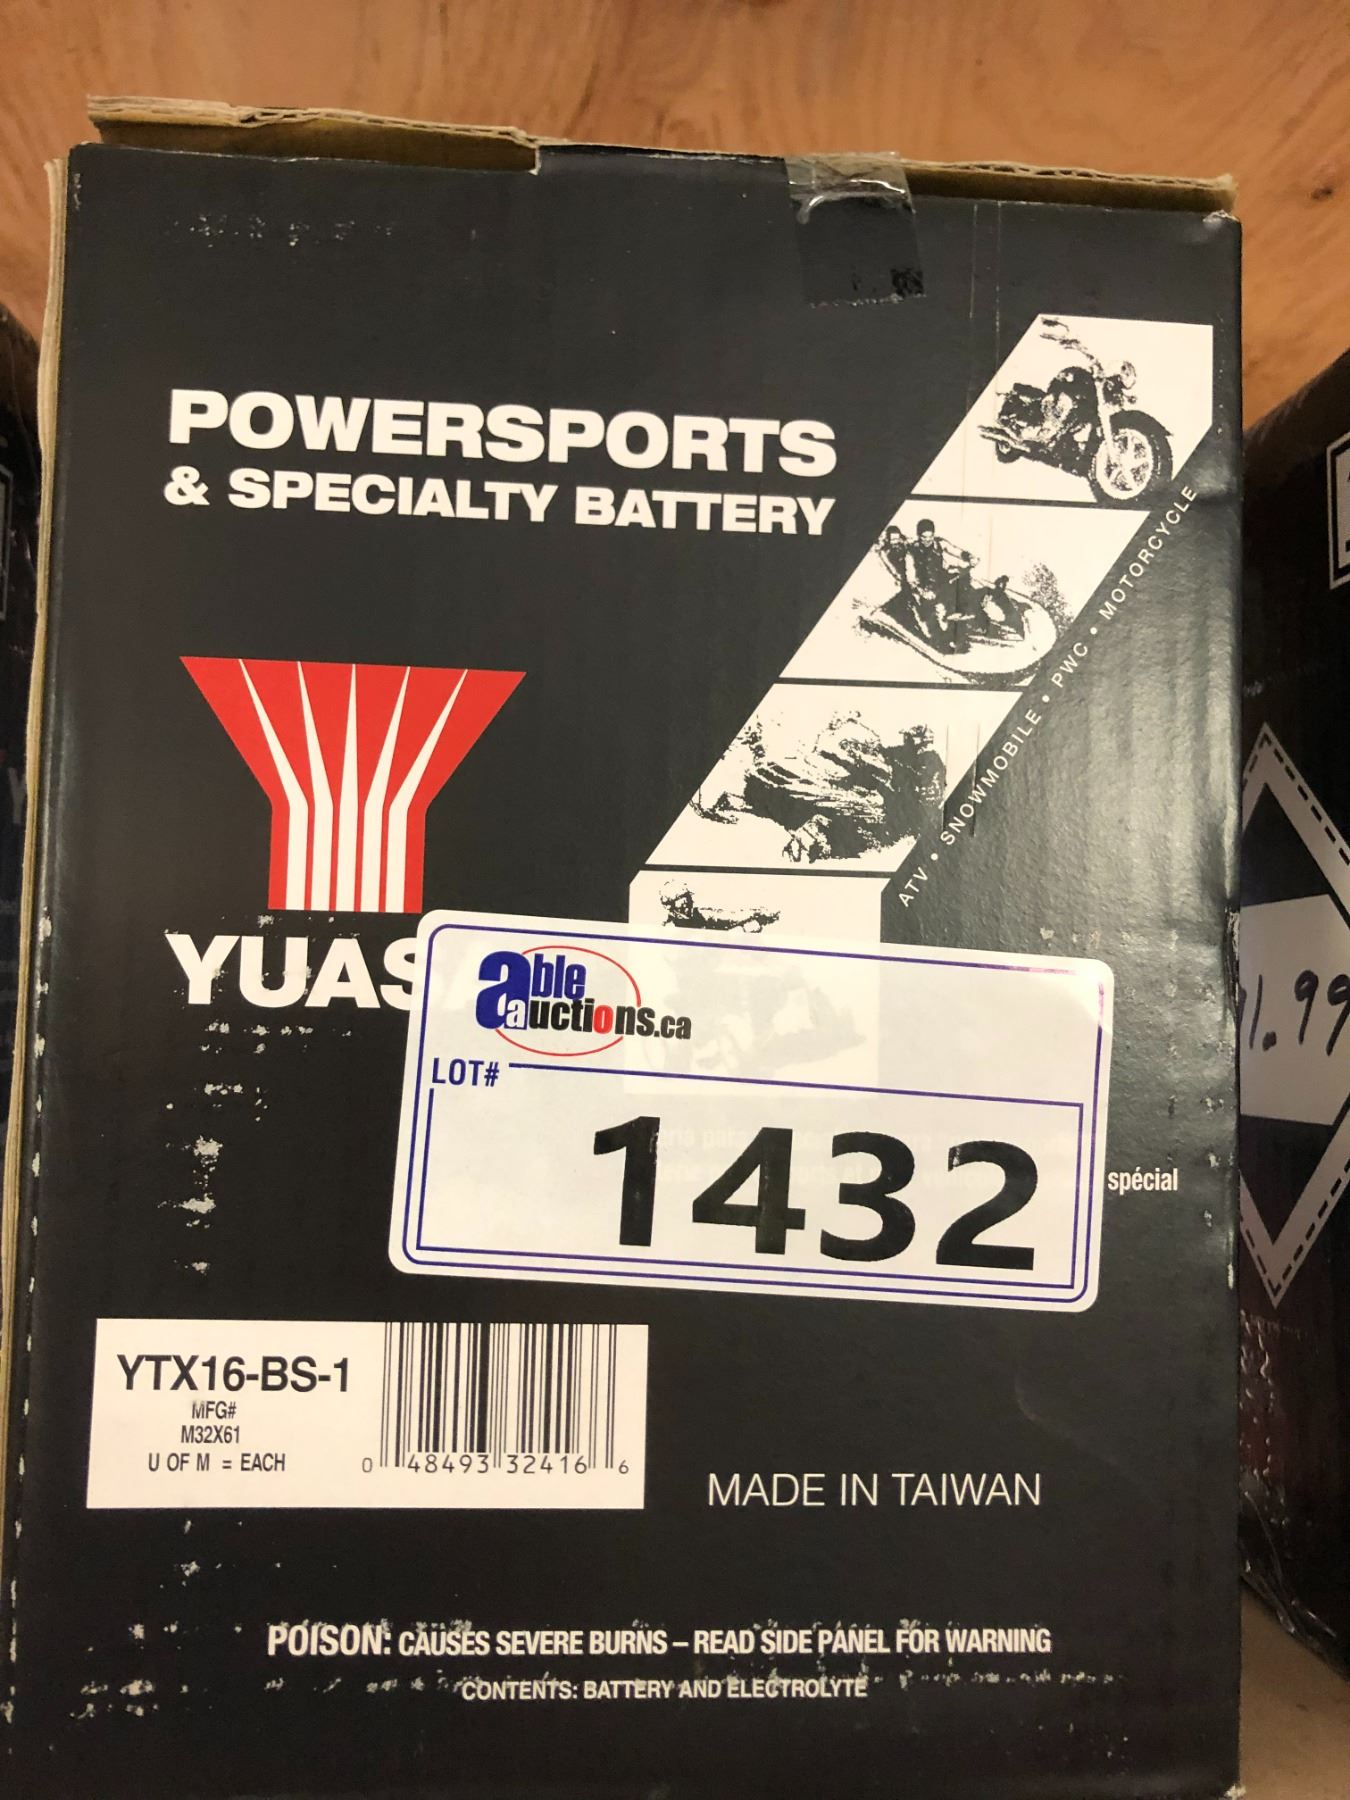 POWERSPORTS
& SPECIALTY BATTERY
ATV • SNOWMOBILE • PWC • MOTORCYCLE
YUAS
able
auctions.ca
LOT#
1432
spécial
1.99
YTX16-BS-1
MFG#
M32X61
U OF M = EACH
0 48493 32416 6
MADE IN TAIWAN
POISON: CAUSES SEVERE BURNS – READ SIDE PANEL FOR WARNING
CONTENTS: BATTERY AND ELECTROLYTE